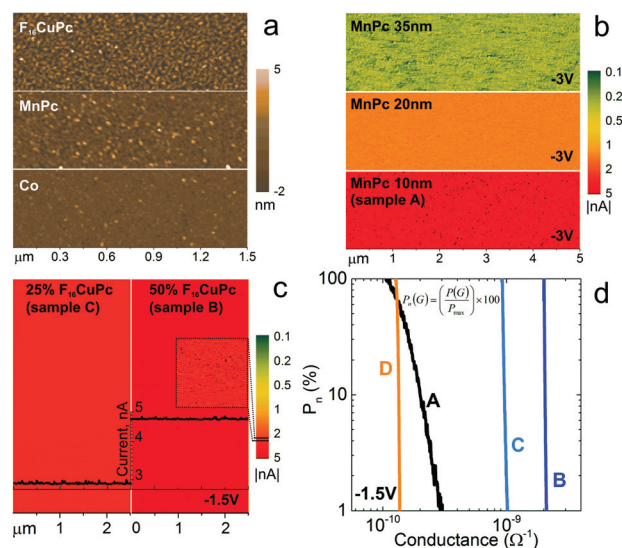 a
F₁₆CuPc
MnPc
Co
5
-2
nm
μm 0.3 0.6 0.9 1.2 1.5
b
MnPc 35nm
-3V
MnPc 20nm
-3V
MnPc 10nm
(sample A)
-3V
0.1
0.2
0.5
1
2
5
|nA|
μm 1 2 3 4 5
c
25% F₁₆CuPc
(sample C)
50% F₁₆CuPc
(sample B)
Current, nA
5
4
3
-1.5V
0.1
0.2
0.5
1
2
5
|nA|
μm 1 2 0 1 2
d
Pₙ(G) = (P(G)/Pmax) × 100
Pₙ (%)
100
10
1
D
A
C
B
-1.5V
10⁻¹⁰ 10⁻⁹
Conductance (Ω⁻¹)